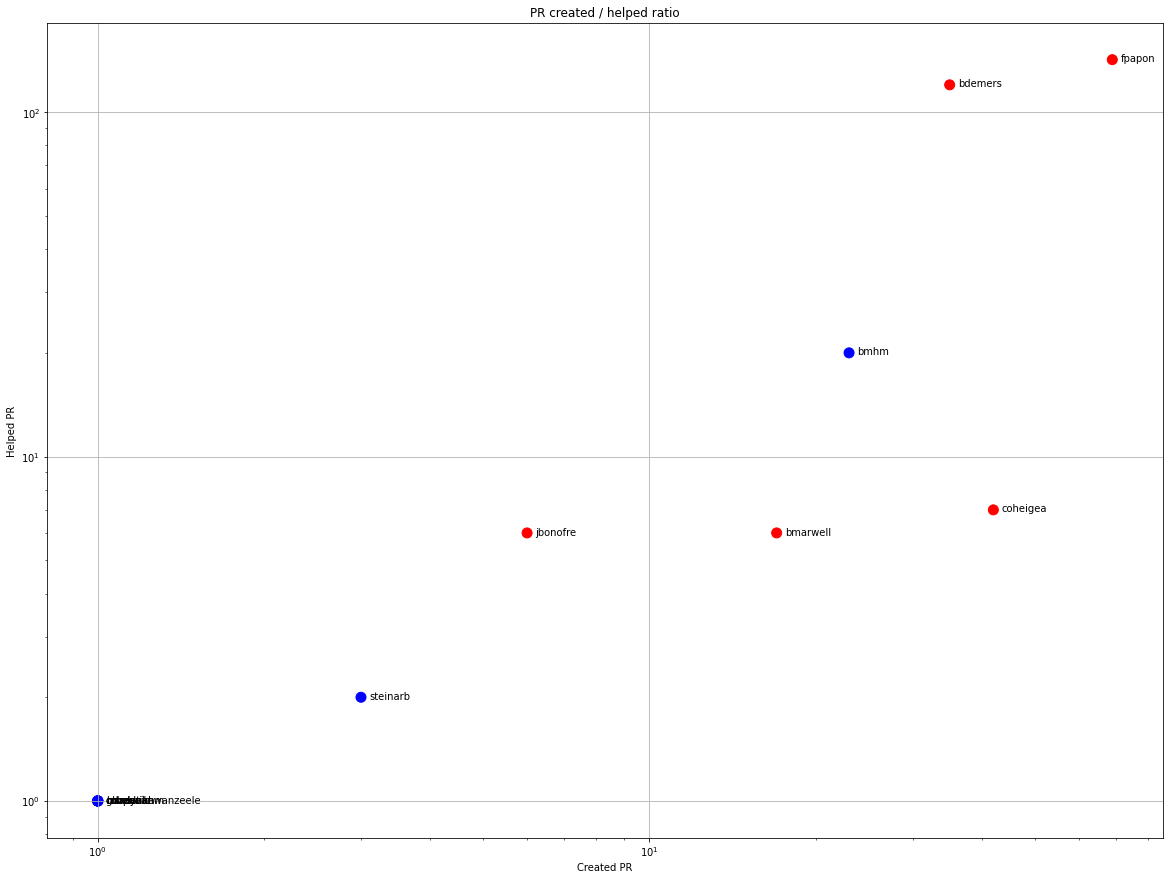 PR created / helped ratio
fpapon
bdemers
10²
bmhm
Helped PR
10¹
coheigea
jbonofre
bmarwell
steinarb
10⁰
10⁰
10¹
Created PR